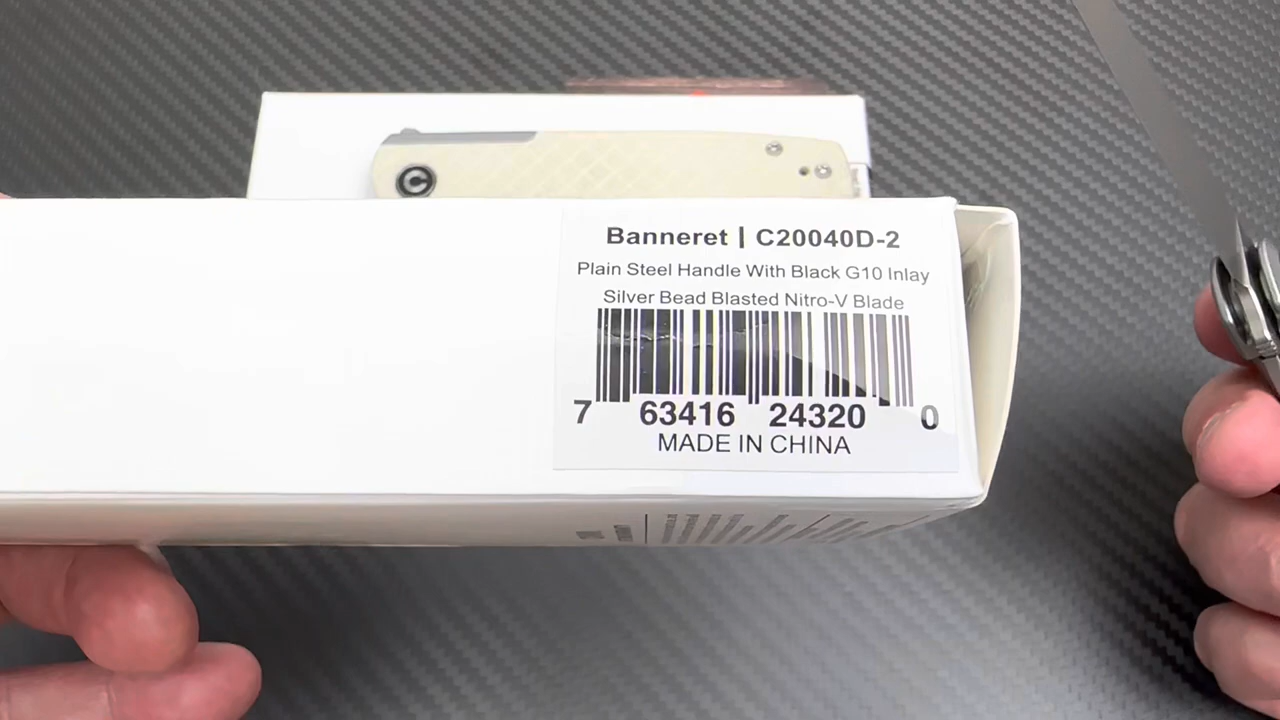 Banneret | C20040D-2
Plain Steel Handle With Black G10 Inlay
Silver Bead Blasted Nitro-V Blade
7 63416 24320 0
MADE IN CHINA